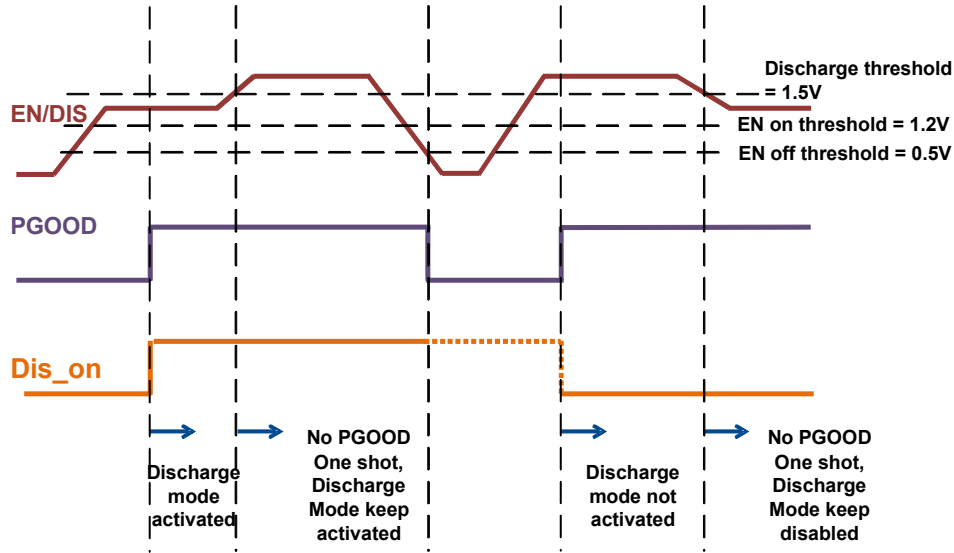 Discharge threshold
= 1.5V
EN/DIS
EN on threshold = 1.2V
EN off threshold = 0.5V
PGOOD
Dis_on
Discharge
mode
activated
No PGOOD
One shot,
Discharge
Mode keep
activated
Discharge
mode not
activated
No PGOOD
One shot,
Discharge
Mode keep
disabled